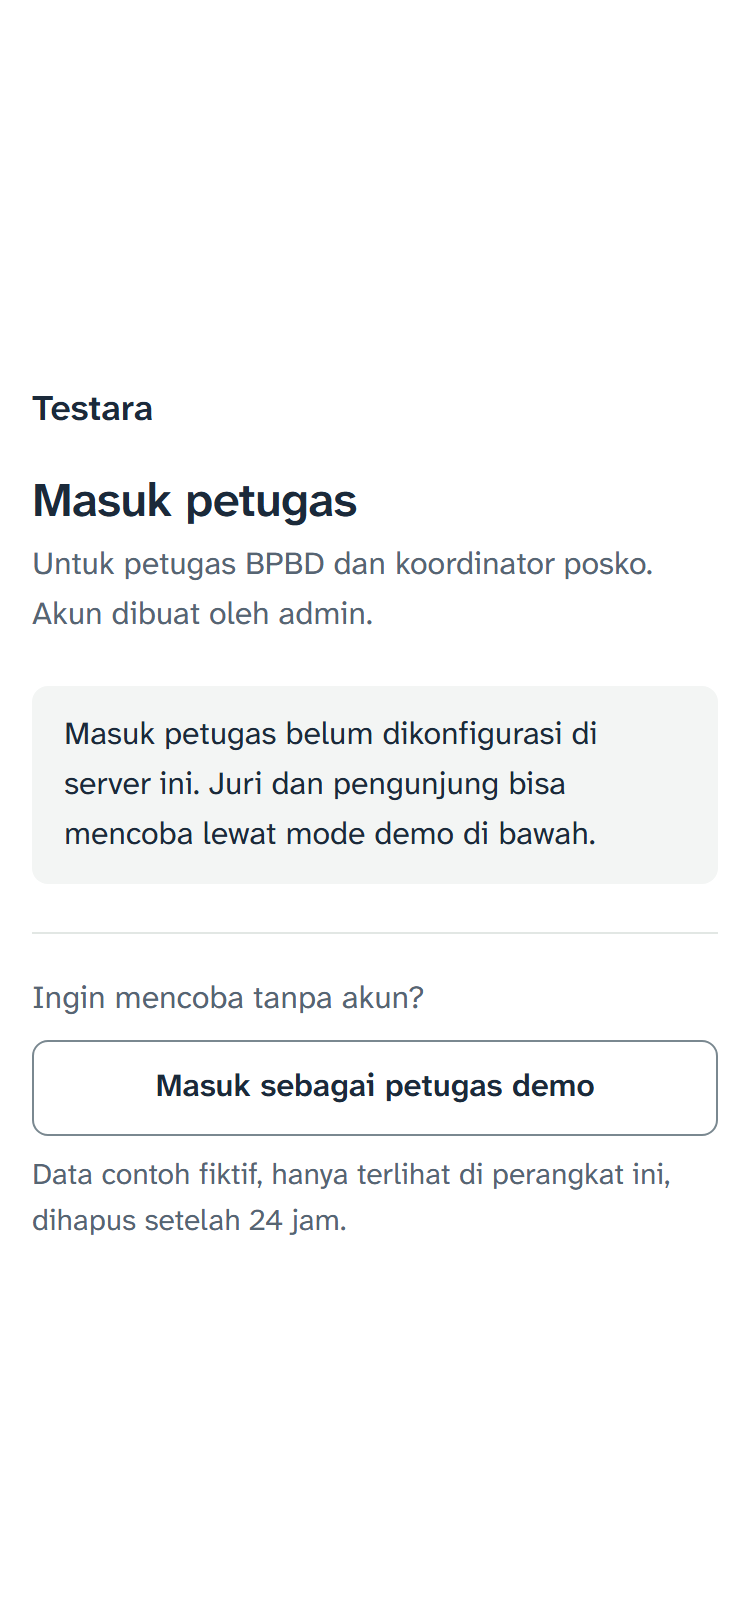 Testara
Masuk petugas
Untuk petugas BPBD dan koordinator posko.
Akun dibuat oleh admin.
Masuk petugas belum dikonfigurasi di
server ini. Juri dan pengunjung bisa
mencoba lewat mode demo di bawah.
Ingin mencoba tanpa akun?
Masuk sebagai petugas demo
Data contoh fiktif, hanya terlihat di perangkat ini,
dihapus setelah 24 jam.